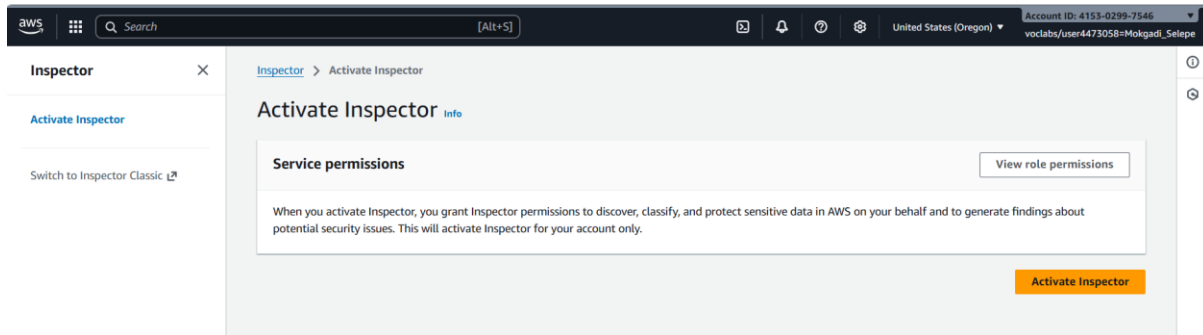 aws
Search
[Alt+S]
United States (Oregon)
Account ID: 4153-0299-7546
voclabs/user4473058=Mokgadi_Selepe
Inspector
Activate Inspector
Switch to Inspector Classic
Inspector > Activate Inspector
Activate Inspector Info
Service permissions
View role permissions
When you activate Inspector, you grant Inspector permissions to discover, classify, and protect sensitive data in AWS on your behalf and to generate findings about
potential security issues. This will activate Inspector for your account only.
Activate Inspector